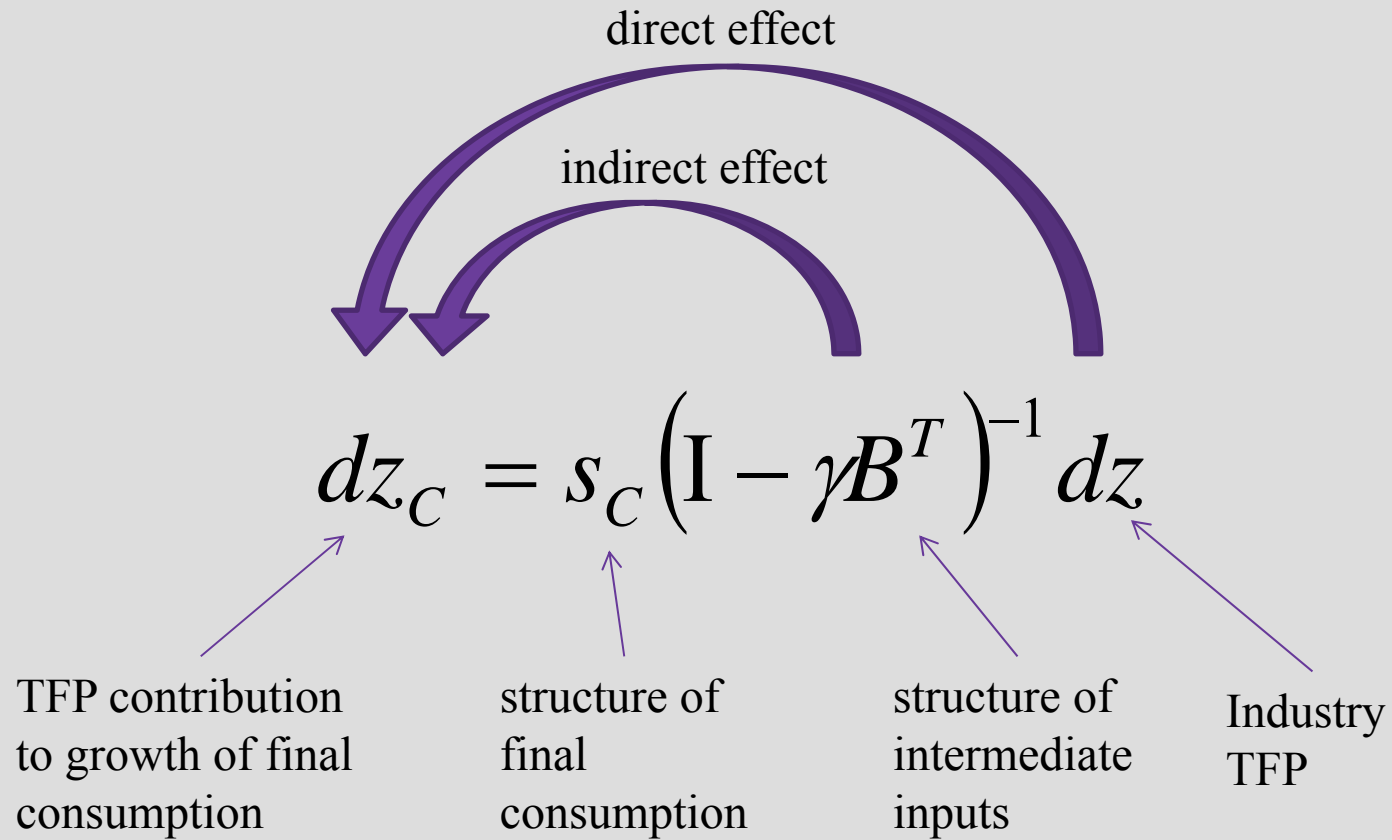 direct effect
indirect effect
dz_C = s_C (I − γB^T)^−1 dz
TFP contribution
to growth of final
consumption
structure of
final
consumption
structure of
intermediate
inputs
Industry
TFP